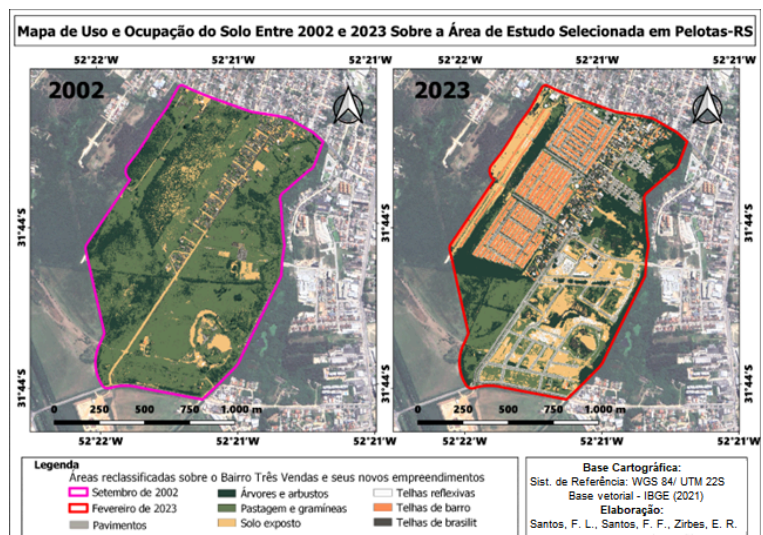 Mapa de Uso e Ocupação do Solo Entre 2002 e 2023 Sobre a Área de Estudo Selecionada em Pelotas-RS
52°22'W 52°21'W 52°21'W 52°22'W 52°21'W 52°21'W
2002 2023
31°44'S 31°44'S 31°44'S
31°44'S 31°44'S 31°44'S
0 250 500 750 1.000 m 0 250 500 750 1.000 m
52°22'W 52°21'W 52°21'W 52°22'W 52°21'W 52°21'W
Legenda
Áreas reclassificadas sobre o Bairro Três Vendas e seus novos empreendimentos
Setembro de 2002 Árvores e arbustos Telhas reflexivas
Fevereiro de 2023 Pastagem e gramíneas Telhas de barro
Pavimentos Solo exposto Telhas de brasilit
Base Cartográfica:
Sist. de Referência: WGS 84/ UTM 22S
Base vetorial - IBGE (2021)
Elaboração:
Santos, F. L., Santos, F. F., Zirbes, E. R.